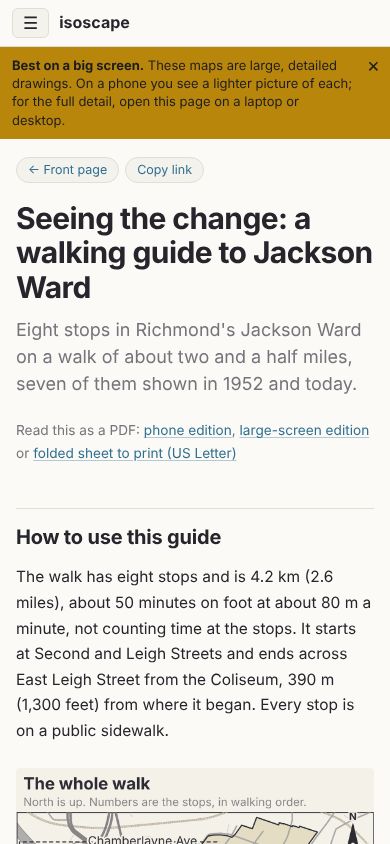 ☰ isoscape
Best on a big screen. These maps are large, detailed
drawings. On a phone you see a lighter picture of each;
for the full detail, open this page on a laptop or
desktop.
×
← Front page
Copy link
Seeing the change: a
walking guide to Jackson
Ward
Eight stops in Richmond's Jackson Ward
on a walk of about two and a half miles,
seven of them shown in 1952 and today.
Read this as a PDF: phone edition, large-screen edition
or folded sheet to print (US Letter)
How to use this guide
The walk has eight stops and is 4.2 km (2.6
miles), about 50 minutes on foot at about 80 m a
minute, not counting time at the stops. It starts
at Second and Leigh Streets and ends across
East Leigh Street from the Coliseum, 390 m
(1,300 feet) from where it began. Every stop is
on a public sidewalk.
The whole walk
North is up. Numbers are the stops, in walking order.
N
Chamberlayne Ave